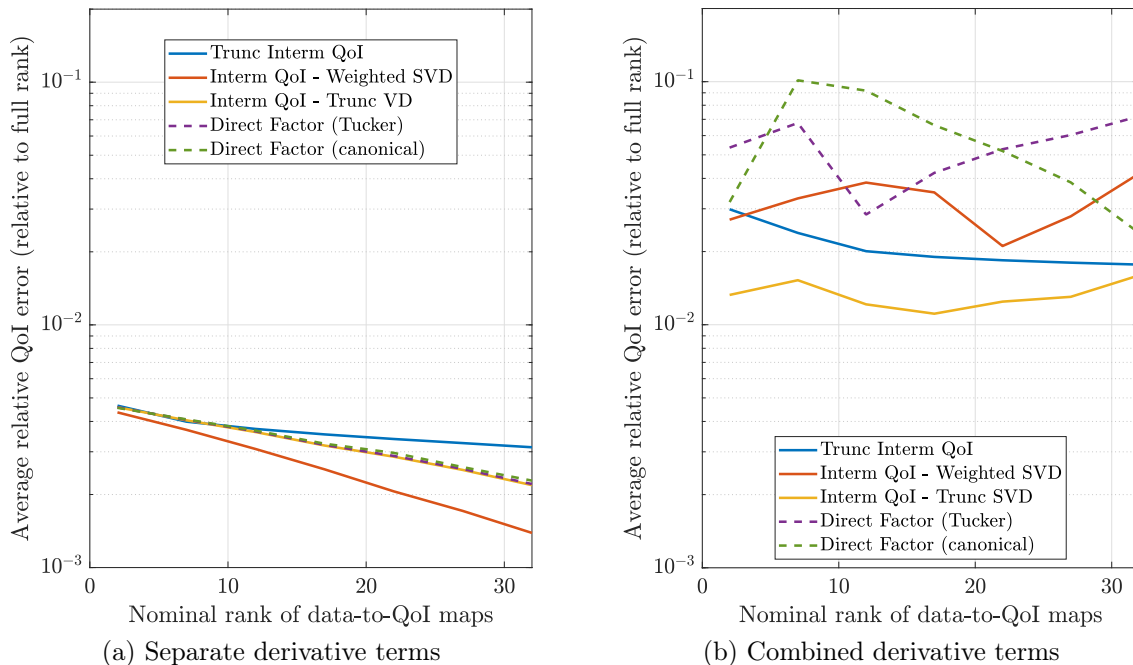 Average relative QoI error (relative to full rank)
10^{-1}
10^{-2}
10^{-3}
Trunc Interm QoI
Interm QoI - Weighted SVD
Interm QoI - Trunc VD
Direct Factor (Tucker)
Direct Factor (canonical)
0 10 20 30
Nominal rank of data-to-QoI maps
(a) Separate derivative terms
Average relative QoI error (relative to full rank)
10^{-1}
10^{-2}
10^{-3}
Trunc Interm QoI
Interm QoI - Weighted SVD
Interm QoI - Trunc SVD
Direct Factor (Tucker)
Direct Factor (canonical)
0 10 20 30
Nominal rank of data-to-QoI maps
(b) Combined derivative terms